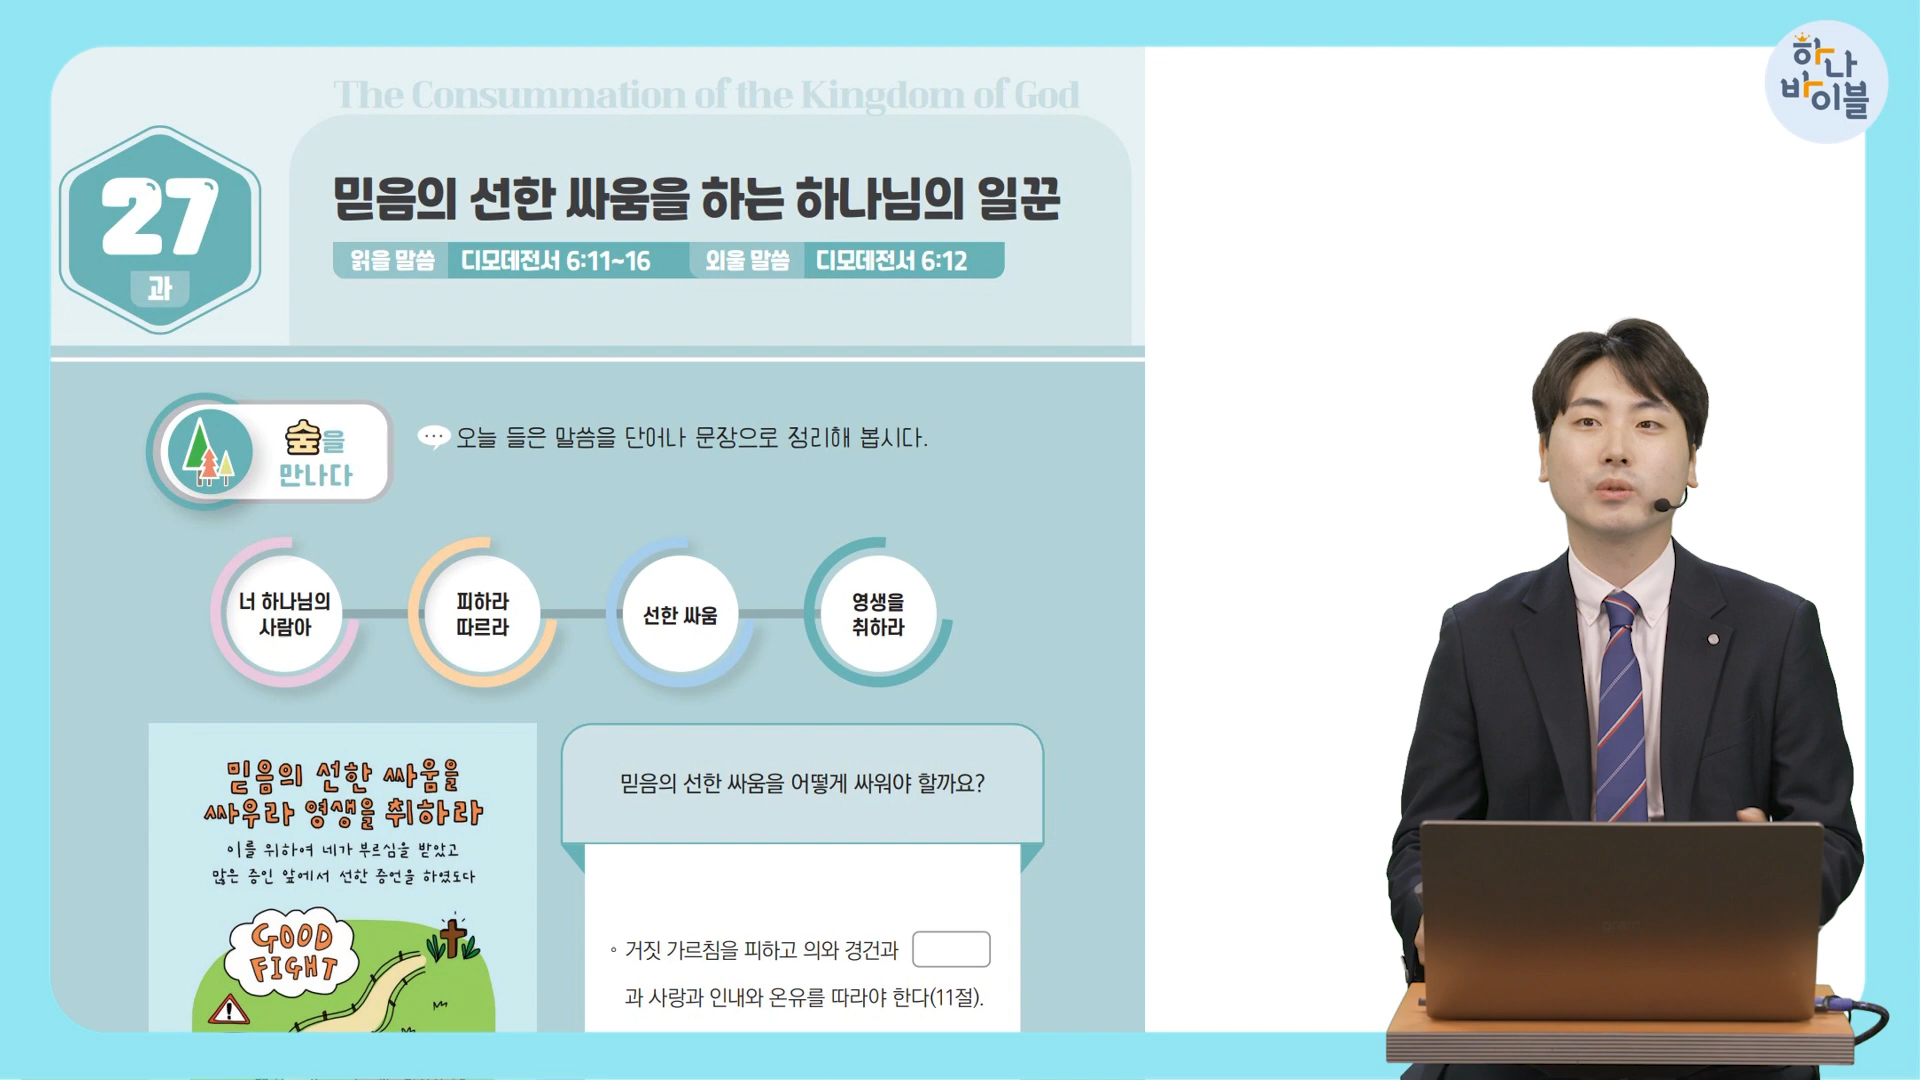 하나
바이블
The Consummation of the Kingdom of God
27
과
믿음의 선한 싸움을 하는 하나님의 일꾼
읽을 말씀 디모데전서 6:11~16 외울 말씀 디모데전서 6:12
숲을
만나다
오늘 들은 말씀을 단어나 문장으로 정리해 봅시다.
너 하나님의
사람아
피하라
따르라
선한 싸움
영생을
취하라
믿음의 선한 싸움을
싸우라 영생을 취하라
이를 위하여 네가 부르심을 받았고
많은 증인 앞에서 선한 증언을 하였도다
GOOD
FIGHT
믿음의 선한 싸움을 어떻게 싸워야 할까요?
◦ 거짓 가르침을 피하고 의와 경건과
과 사랑과 인내와 온유를 따라야 한다(11절).